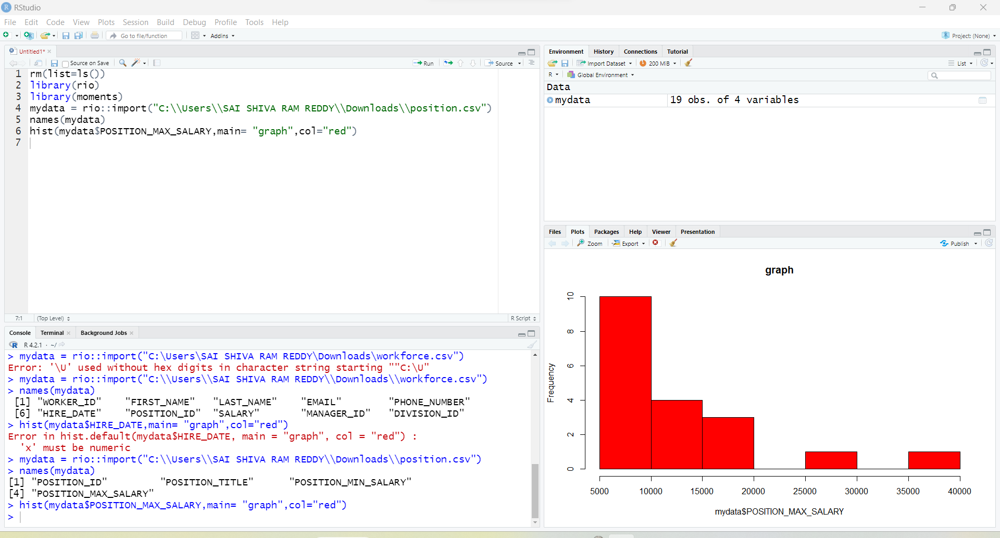 RStudio
File Edit Code View Plots Session Build Debug Profile Tools Help
Go to file/function Addins Project: (None)
Untitled1*
Source on Save Run Source
1 rm(list=ls())
2 library(rio)
3 library(moments)
4 mydata = rio::import("C:\\Users\\SAI SHIVA RAM REDDY\\Downloads\\position.csv")
5 names(mydata)
6 hist(mydata$POSITION_MAX_SALARY,main= "graph",col="red")
7
7:1 (Top Level) R Script
Console Terminal Background Jobs
R 4.2.1 · ~/
> mydata = rio::import("C:\Users\SAI SHIVA RAM REDDY\Downloads\workforce.csv")
Error: '\U' used without hex digits in character string starting ""C:\U"
> mydata = rio::import("C:\\Users\\SAI SHIVA RAM REDDY\\Downloads\\workforce.csv")
> names(mydata)
[1] "WORKER_ID" "FIRST_NAME" "LAST_NAME" "EMAIL" "PHONE_NUMBER"
[6] "HIRE_DATE" "POSITION_ID" "SALARY" "MANAGER_ID" "DIVISION_ID"
> hist(mydata$HIRE_DATE,main= "graph",col="red")
Error in hist.default(mydata$HIRE_DATE, main = "graph", col = "red") :
'x' must be numeric
> mydata = rio::import("C:\\Users\\SAI SHIVA RAM REDDY\\Downloads\\position.csv")
> names(mydata)
[1] "POSITION_ID" "POSITION_TITLE" "POSITION_MIN_SALARY"
[4] "POSITION_MAX_SALARY"
> hist(mydata$POSITION_MAX_SALARY,main= "graph",col="red")
>
Environment History Connections Tutorial
Import Dataset 200 MiB List
R Global Environment
Data
mydata 19 obs. of 4 variables
Files Plots Packages Help Viewer Presentation
Zoom Export Publish
graph
Frequency
10
8
6
4
2
0
5000 10000 15000 20000 25000 30000 35000 40000
mydata$POSITION_MAX_SALARY